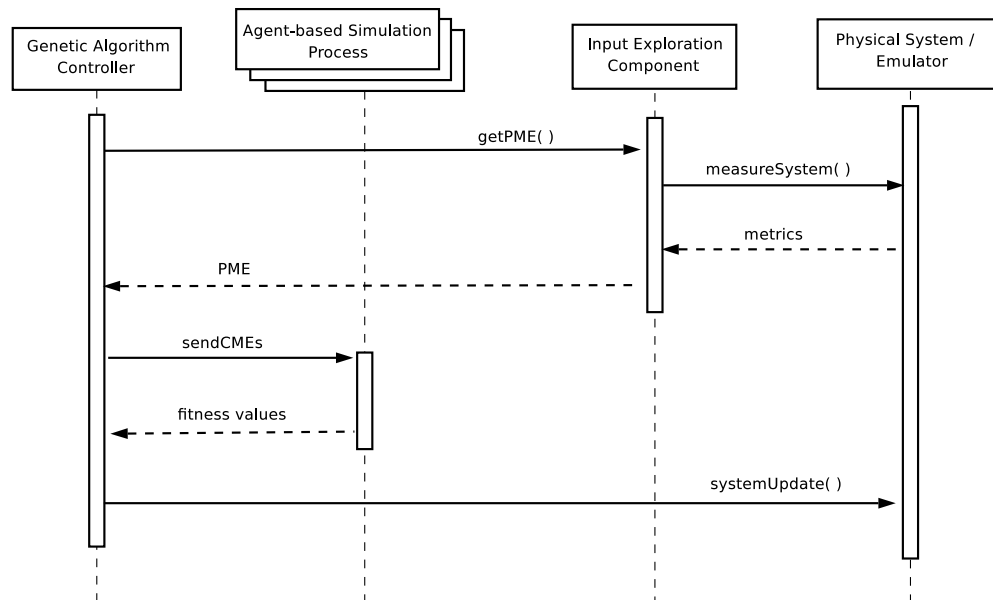 Genetic Algorithm
Controller
Agent-based Simulation
Process
Input Exploration
Component
Physical System /
Emulator
getPME( )
measureSystem( )
metrics
PME
sendCMEs
fitness values
systemUpdate( )